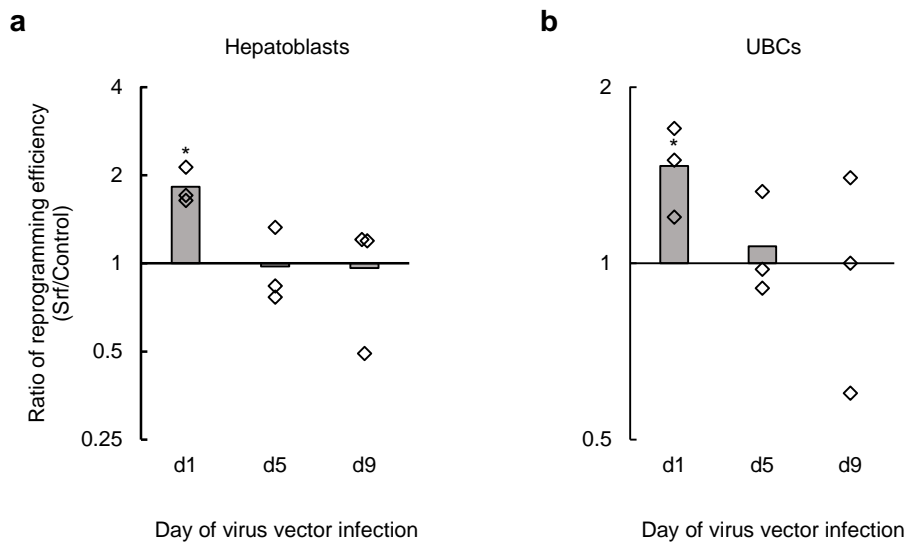 a
Hepatoblasts
Ratio of reprogramming efficiency
(Srf/Control)
4
2
1
0.5
0.25
*
d1 d5 d9
Day of virus vector infection
b
UBCs
2
1
0.5
*
d1 d5 d9
Day of virus vector infection